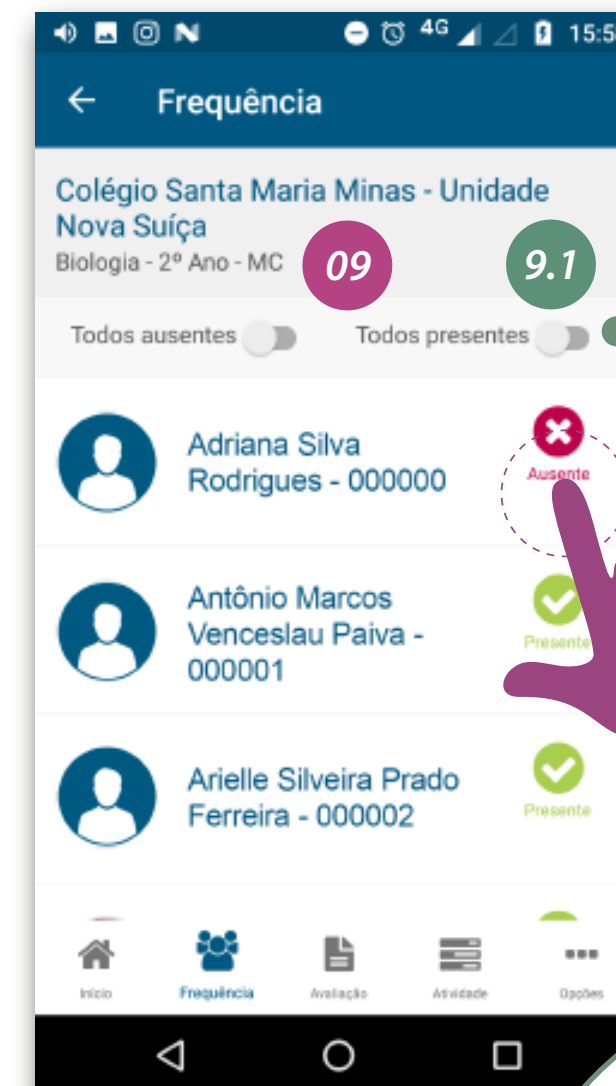 4G 15:5
Frequência
Colégio Santa Maria Minas - Unidade
Nova Suíça
Biologia - 2º Ano - MC
09
9.1
Todos ausentes
Todos presentes
Adriana Silva
Rodrigues - 000000
Ausente
Antônio Marcos
Venceslau Paiva -
000001
Presente
Arielle Silveira Prado
Ferreira - 000002
Presente
Início Frequência Avaliação Atividade Opções